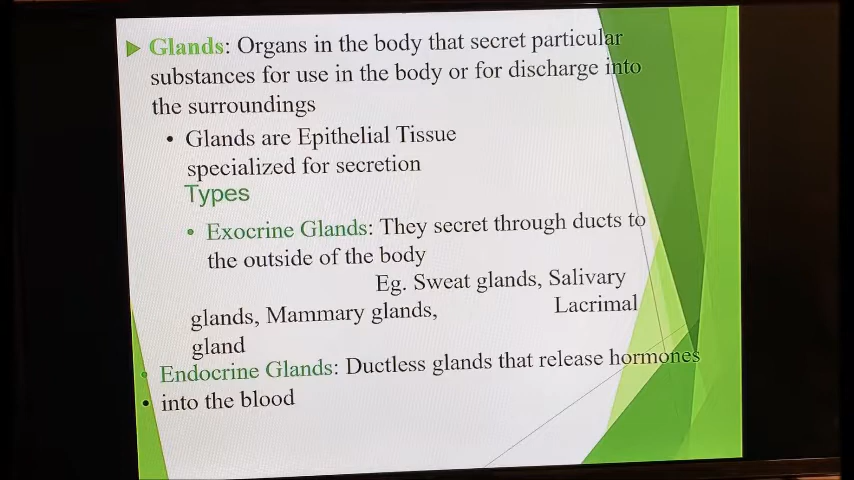 Glands: Organs in the body that secret particular
substances for use in the body or for discharge into
the surroundings
• Glands are Epithelial Tissue
specialized for secretion
Types
• Exocrine Glands: They secret through ducts to
the outside of the body
Eg. Sweat glands, Salivary
glands, Mammary glands, Lacrimal
gland
• Endocrine Glands: Ductless glands that release hormones
• into the blood